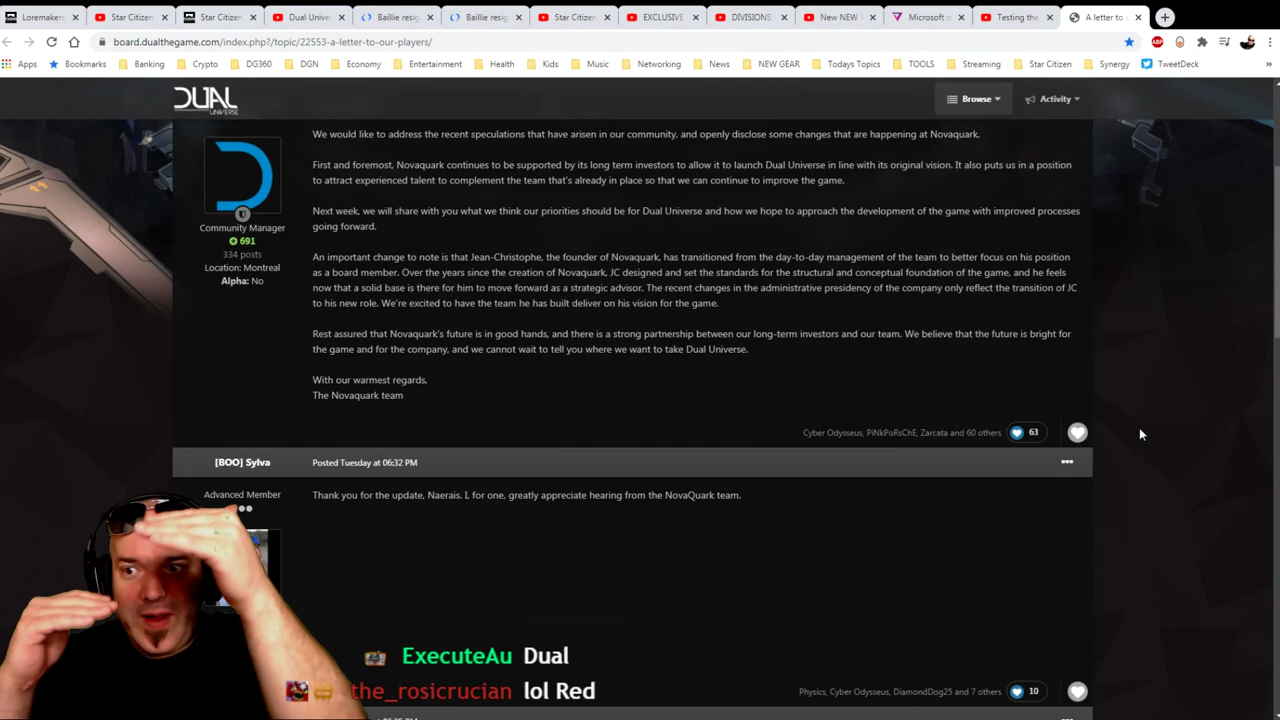 Loremakers
Star Citizen
Star Citizen
Dual Univer
Baillie resig
Baillie resig
Star Citizen
EXCLUSIVE
DIVISIONS
New NEW
Microsoft
Testing the
A letter to
board.dualthegame.com/index.php?/topic/22553-a-letter-to-our-players/
Apps
Bookmarks
Banking
Crypto
DG360
DGN
Economy
Entertainment
Health
Kids
Music
Networking
News
NEW GEAR
Todays Topics
TOOLS
Streaming
Star Citizen
Synergy
TweetDeck
»
DUAL
UNIVERSE
Browse
Activity
Community Manager
691
334 posts
Location: Montreal
Alpha: No
We would like to address the recent speculations that have arisen in our community, and openly disclose some changes that are happening at Novaquark.
First and foremost, Novaquark continues to be supported by its long term investors to allow it to launch Dual Universe in line with its original vision. It also puts us in a position
to attract experienced talent to complement the team that's already in place so that we can continue to improve the game.
Next week, we will share with you what we think our priorities should be for Dual Universe and how we hope to approach the development of the game with improved processes
going forward.
An important change to note is that Jean-Christophe, the founder of Novaquark, has transitioned from the day-to-day management of the team to better focus on his position
as a board member. Over the years since the creation of Novaquark, JC designed and set the standards for the structural and conceptual foundation of the game, and he feels
now that a solid base is there for him to move forward as a strategic advisor. The recent changes in the administrative presidency of the company only reflect the transition of JC
to his new role. We're excited to have the team he has built deliver on his vision for the game.
Rest assured that Novaquark's future is in good hands, and there is a strong partnership between our long-term investors and our team. We believe that the future is bright for
the game and for the company, and we cannot wait to tell you where we want to take Dual Universe.
With our warmest regards,
The Novaquark team
Cyber Odysseus, PiNkPoRsChE, Zarcata and 60 others
63
[BOO] Sylva
Posted Tuesday at 06:32 PM
Advanced Member
Thank you for the update, Naerais. I, for one, greatly appreciate hearing from the NovaQuark team.
ExecuteAu Dual
the_rosicrucian lol Red
Physics, Cyber Odysseus, DiamondDog25 and 7 others
10